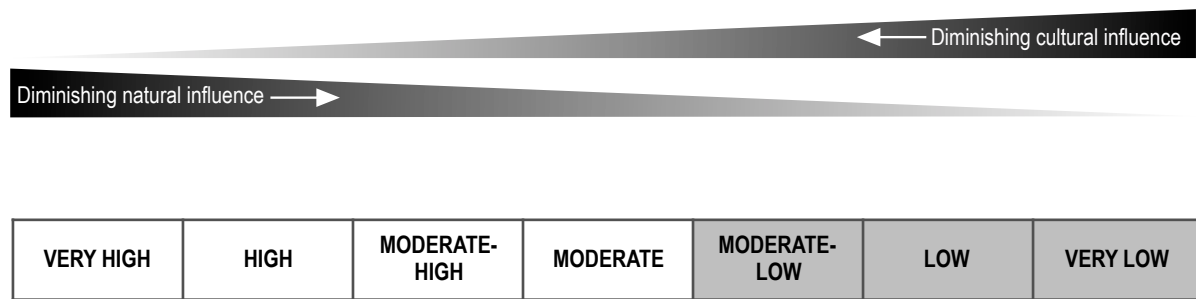 Diminishing cultural influence
Diminishing natural influence
VERY HIGH
HIGH
MODERATE-
HIGH
MODERATE
MODERATE-
LOW
LOW
VERY LOW